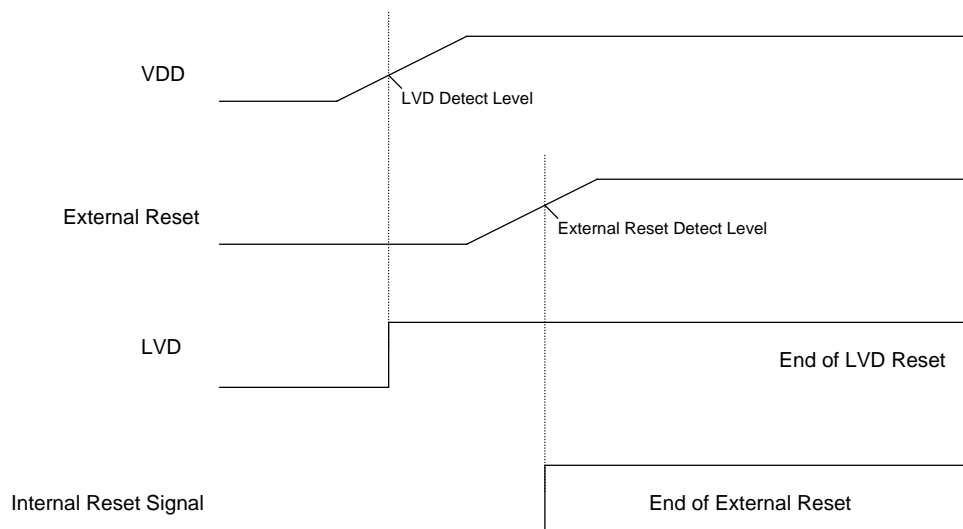 VDD
LVD Detect Level
External Reset
External Reset Detect Level
LVD
End of LVD Reset
Internal Reset Signal
End of External Reset